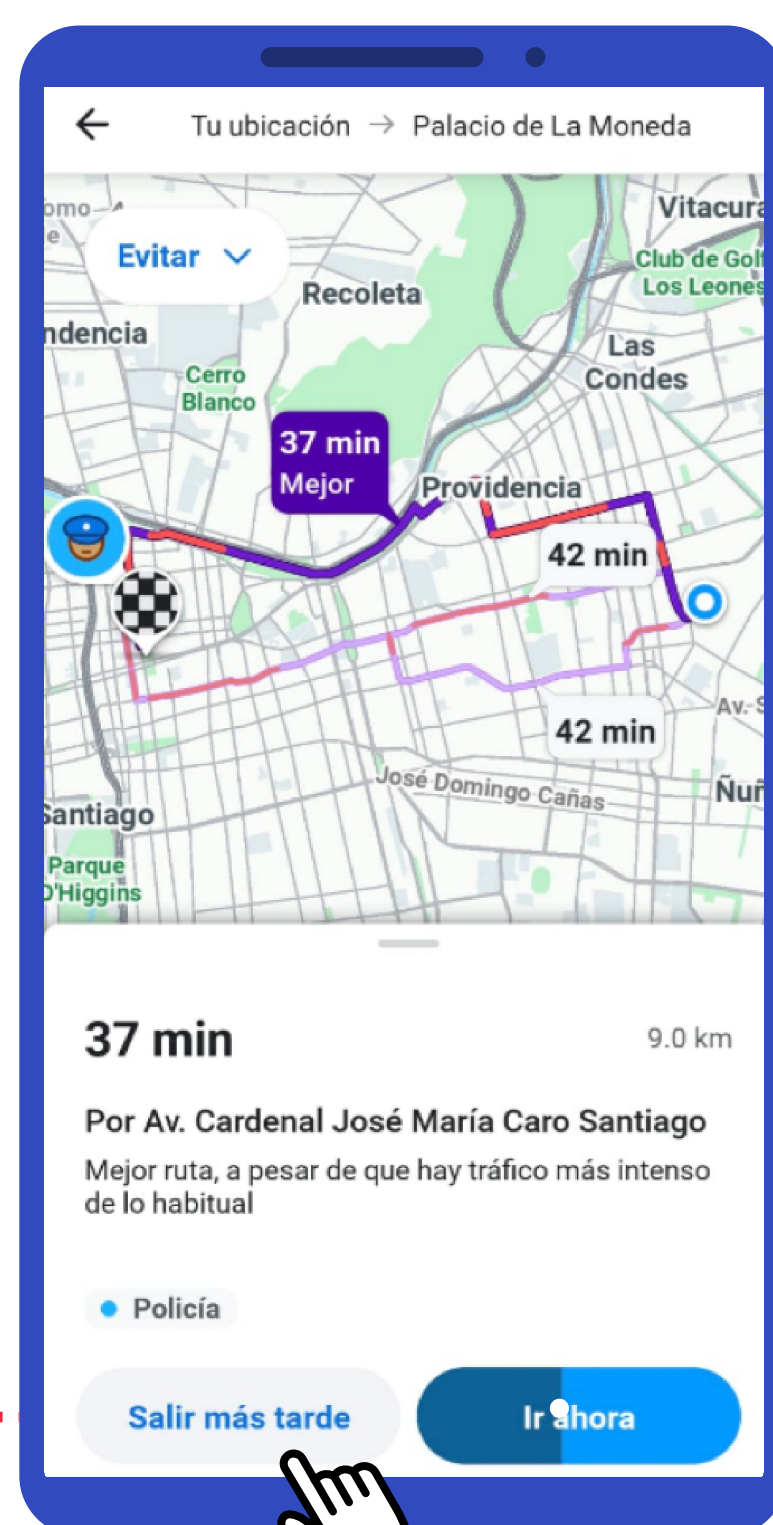 Tu ubicación → Palacio de La Moneda
Vitacura
Evitar
Club de Golf
Los Leones
Recoleta
ndencia
Las
Condes
Cerro
Blanco
37 min
Mejor
Providencia
42 min
42 min
Av.
José Domingo Cañas
Santiago
Parque
O'Higgins
37 min
9.0 km
Por Av. Cardenal José María Caro Santiago
Mejor ruta, a pesar de que hay tráfico más intenso
de lo habitual
Policía
Salir más tarde
Ir ahora